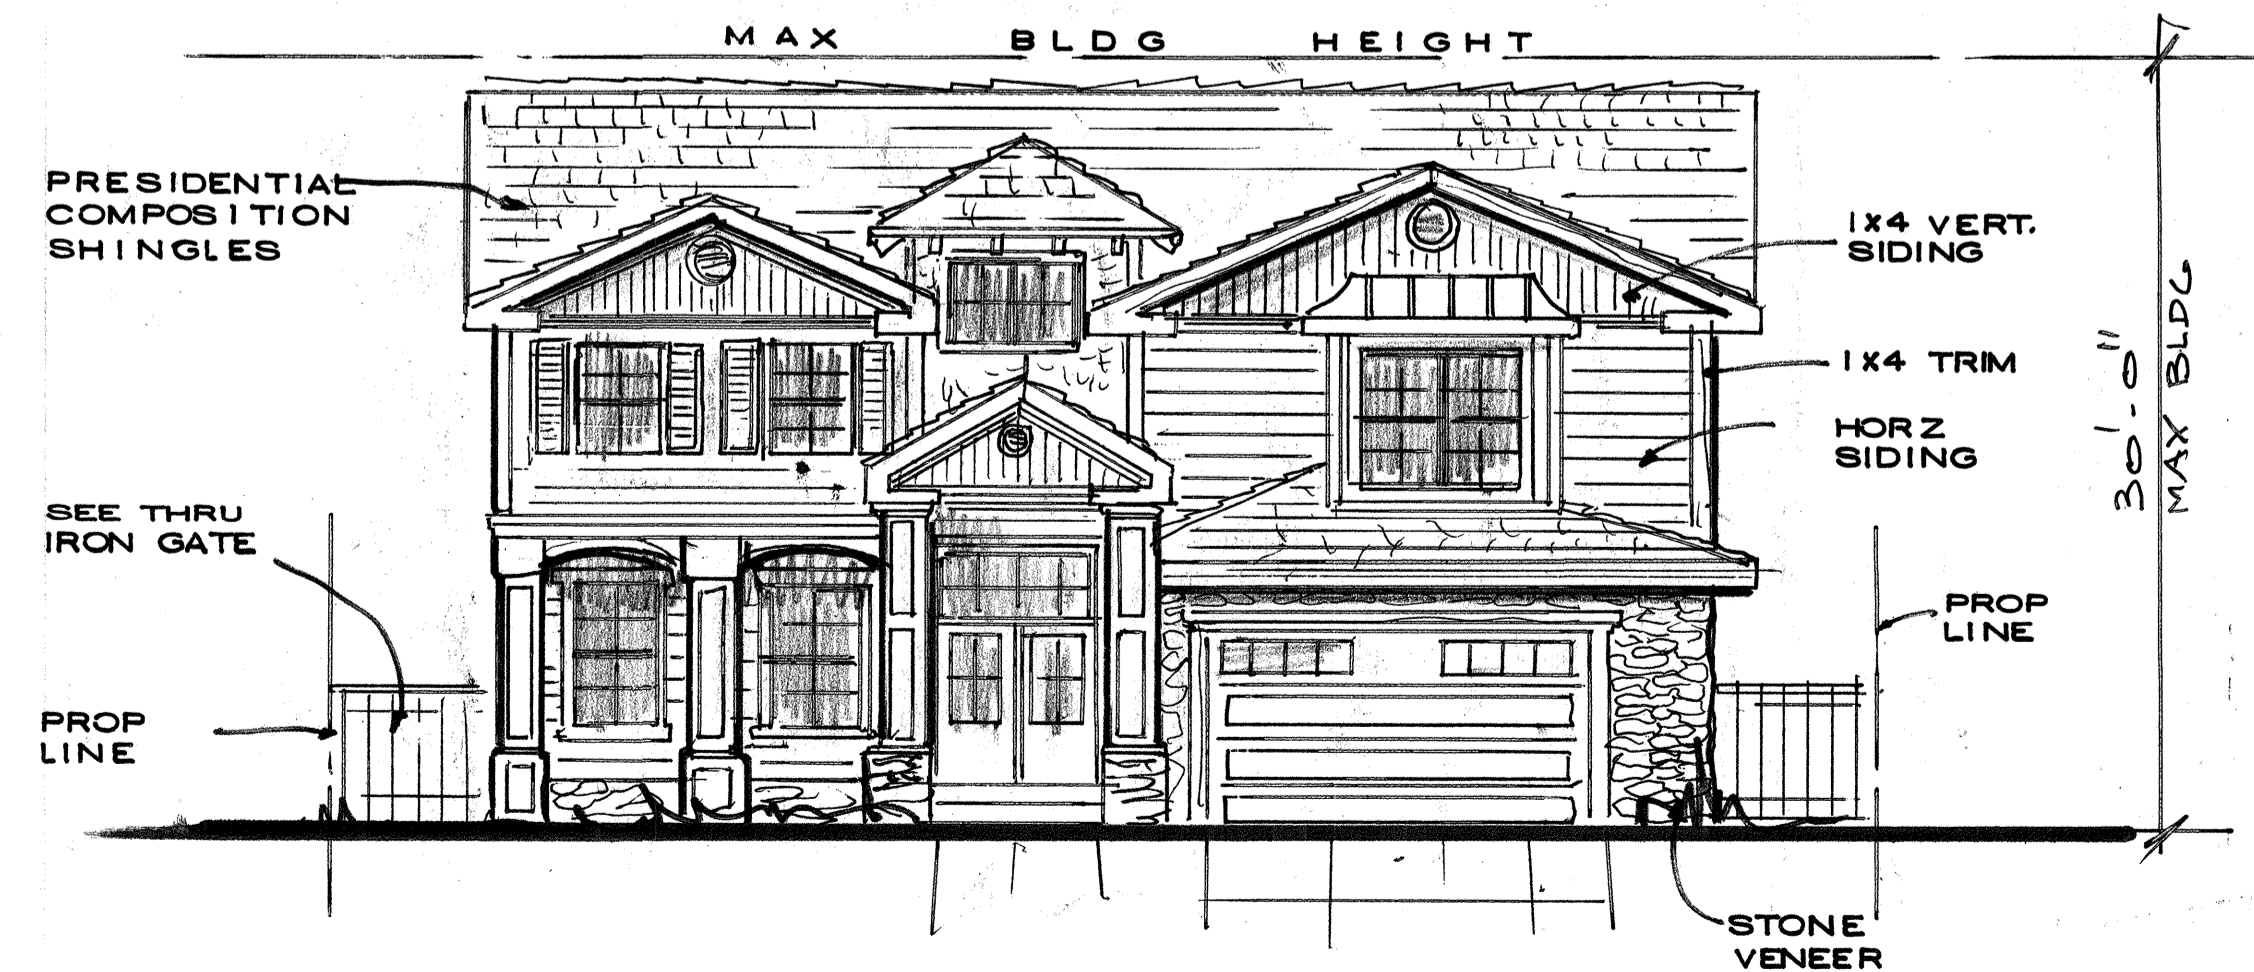 MAX BLDG HEIGHT
PRESIDENTIAL
COMPOSITION
SHINGLES
1X4 VERT.
SIDING
1X4 TRIM
HORZ
SIDING
30'-0"
MAX BLDG
SEE THRU
IRON GATE
PROP
LINE
PROP
LINE
STONE
VENEER